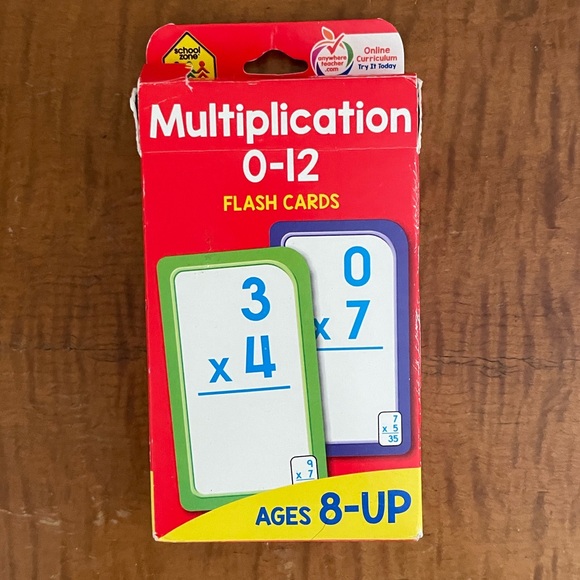 school
zone
anywhere
teacher
.com
Online
Curriculum
Try It Today
Multiplication
0-12
FLASH CARDS
3
x 4
0
x 7
7
x 5
35
9
x 7
AGES 8-UP